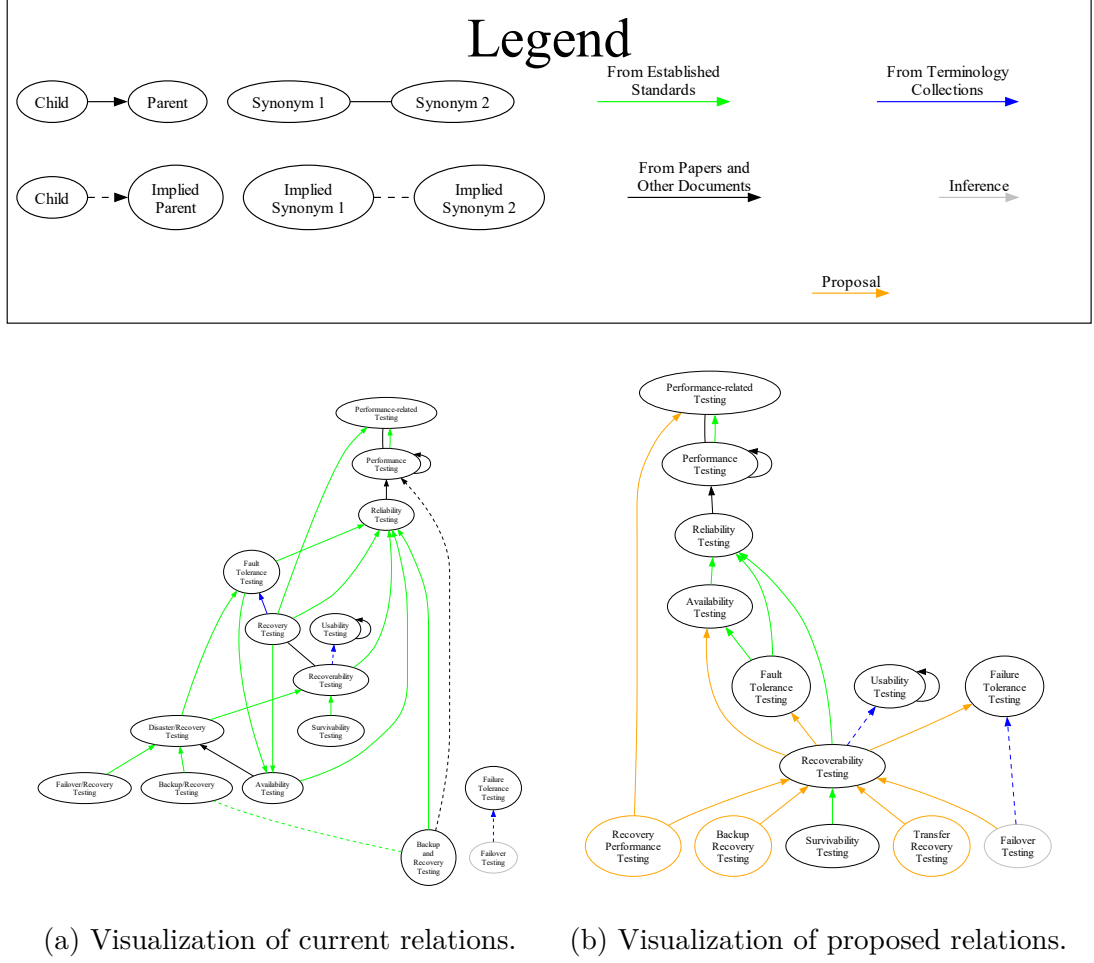 Legend
Child
Parent
Synonym 1
Synonym 2
From Established
Standards
From Terminology
Collections
Child
Implied
Parent
Implied
Synonym 1
Implied
Synonym 2
From Papers and
Other Documents
Inference
Proposal
Performance-related
Testing
Performance
Testing
Reliability
Testing
Fault
Tolerance
Testing
Recovery
Testing
Usability
Testing
Recoverability
Testing
Disaster/Recovery
Testing
Survivability
Testing
Failover/Recovery
Testing
Backup/Recovery
Testing
Availability
Testing
Failure
Tolerance
Testing
Backup
and
Recovery
Testing
Failover
Testing
(a) Visualization of current relations.
Performance-related
Testing
Performance
Testing
Reliability
Testing
Availability
Testing
Fault
Tolerance
Testing
Usability
Testing
Failure
Tolerance
Testing
Recoverability
Testing
Recovery
Performance
Testing
Backup
Recovery
Testing
Survivability
Testing
Transfer
Recovery
Testing
Failover
Testing
(b) Visualization of proposed relations.